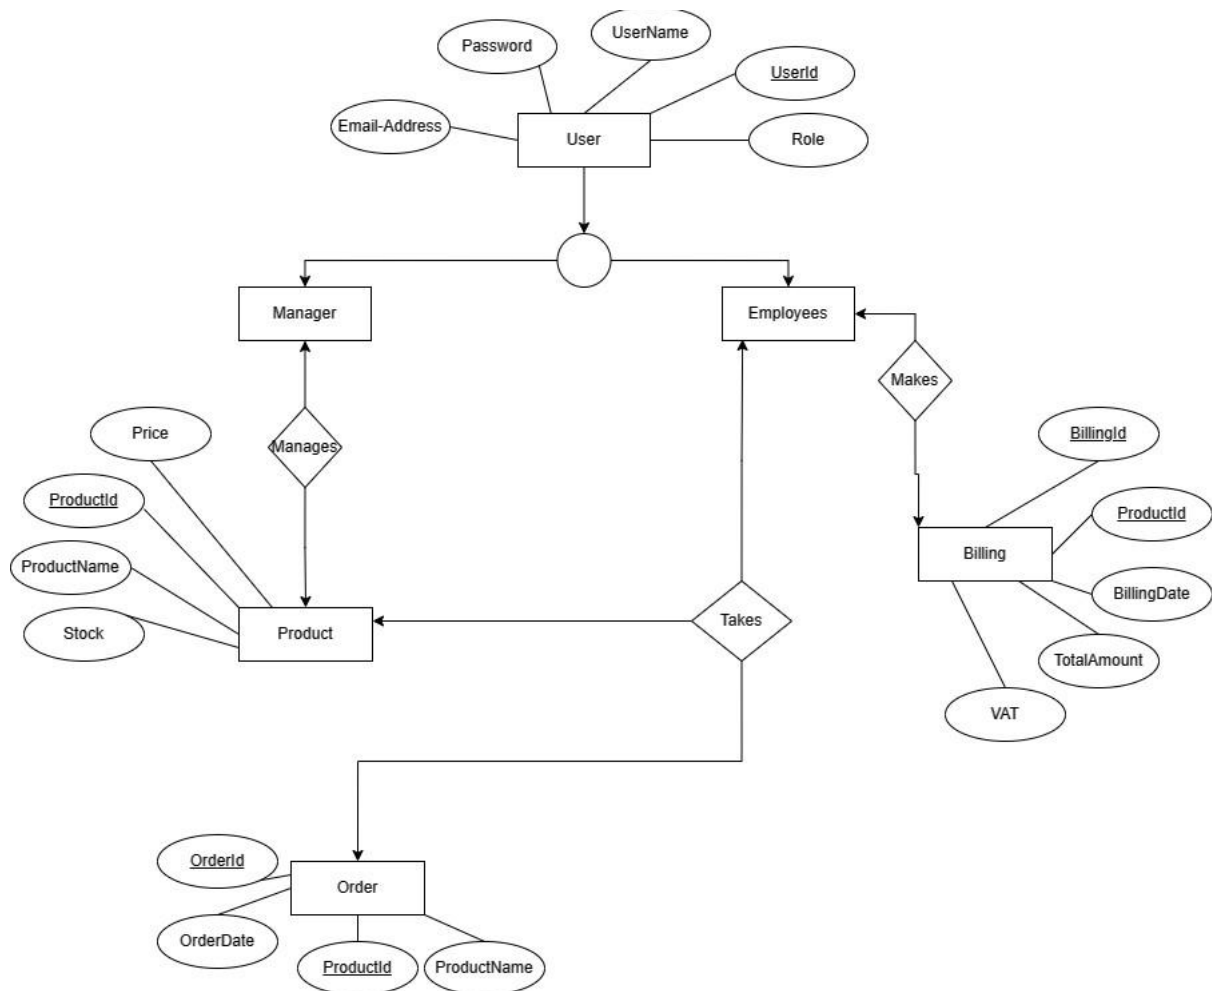 UserName
Password
UserId
Email-Address
User
Role
Manager
Employees
Makes
Price
Manages
BillingId
ProductId
ProductId
Billing
ProductName
BillingDate
Stock
Product
Takes
TotalAmount
VAT
OrderId
Order
OrderDate
ProductId
ProductName